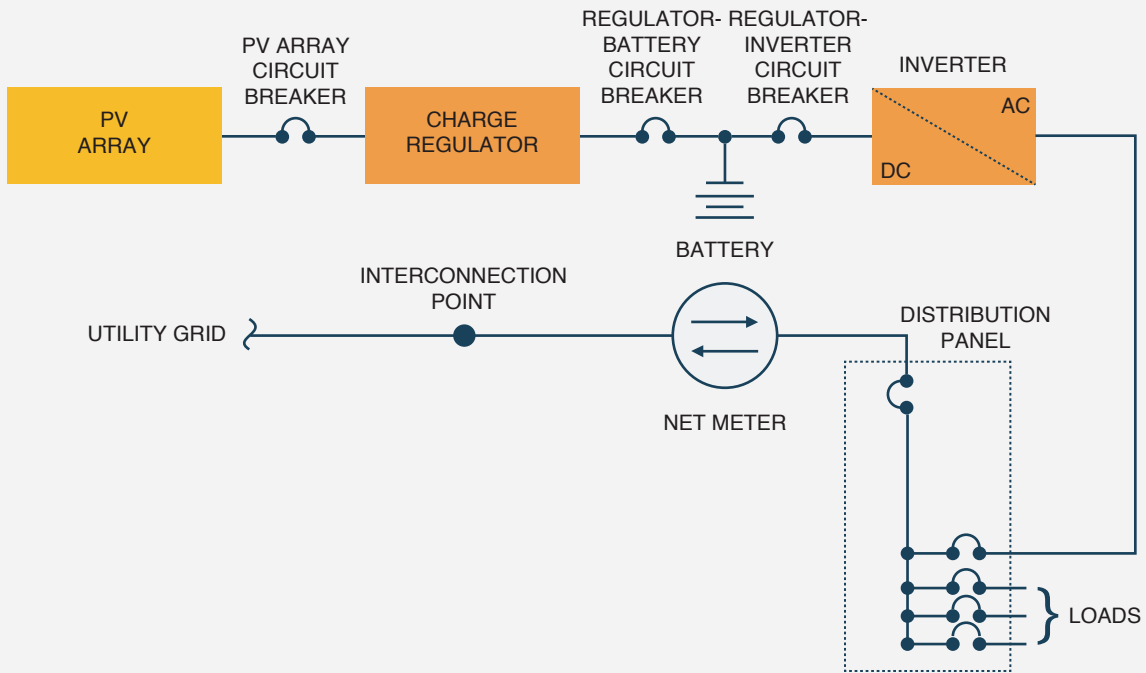 PV ARRAY
CIRCUIT
BREAKER
REGULATOR-
BATTERY
CIRCUIT
BREAKER
REGULATOR-
INVERTER
CIRCUIT
BREAKER
INVERTER
PV
ARRAY
CHARGE
REGULATOR
AC
DC
BATTERY
INTERCONNECTION
POINT
UTILITY GRID
NET METER
DISTRIBUTION
PANEL
LOADS